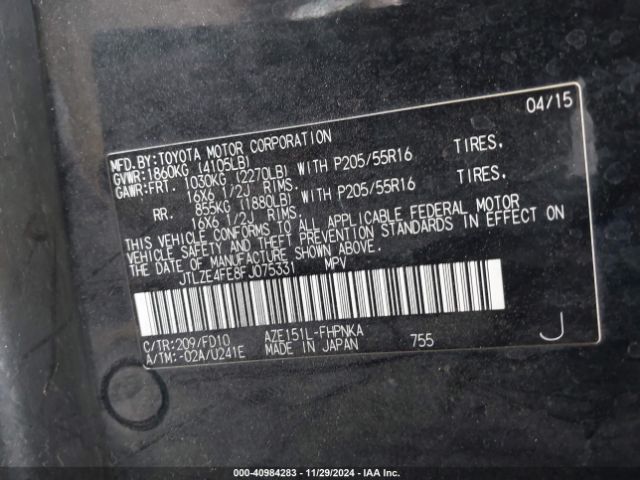 04/15
MFD.BY:TOYOTA MOTOR CORPORATION
GVWR:1860KG (4105LB)
GAWR:FRT. 1030KG (2270LB) WITH P205/55R16 TIRES.
16X6 1/2J RIMS.
RR. 855KG (1880LB) WITH P205/55R16 TIRES.
16X6 1/2J RIMS.
THIS VEHICLE CONFORMS TO ALL APPLICABLE FEDERAL MOTOR
VEHICLE SAFETY AND THEFT PREVENTION STANDARDS IN EFFECT ON
THE DATE OF MANUFACTURE SHOWN ABOVE.
JTLZE4FE8FJ075331 MPV
C/TR:209/FD10 AZE151L-FHPNKA
A/TM:-02A/U241E MADE IN JAPAN 755 J
000-40984283 - 11/29/2024 - IAA Inc.